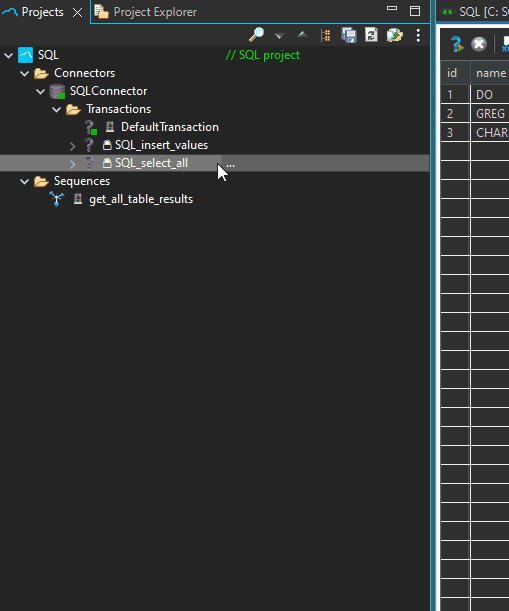 Projects
Project Explorer
SQL // SQL project
Connectors
SQLConnector
Transactions
DefaultTransaction
SQL_insert_values
SQL_select_all ...
Sequences
get_all_table_results
SQL [C: S
id name
1 DO
2 GREG
3 CHAR